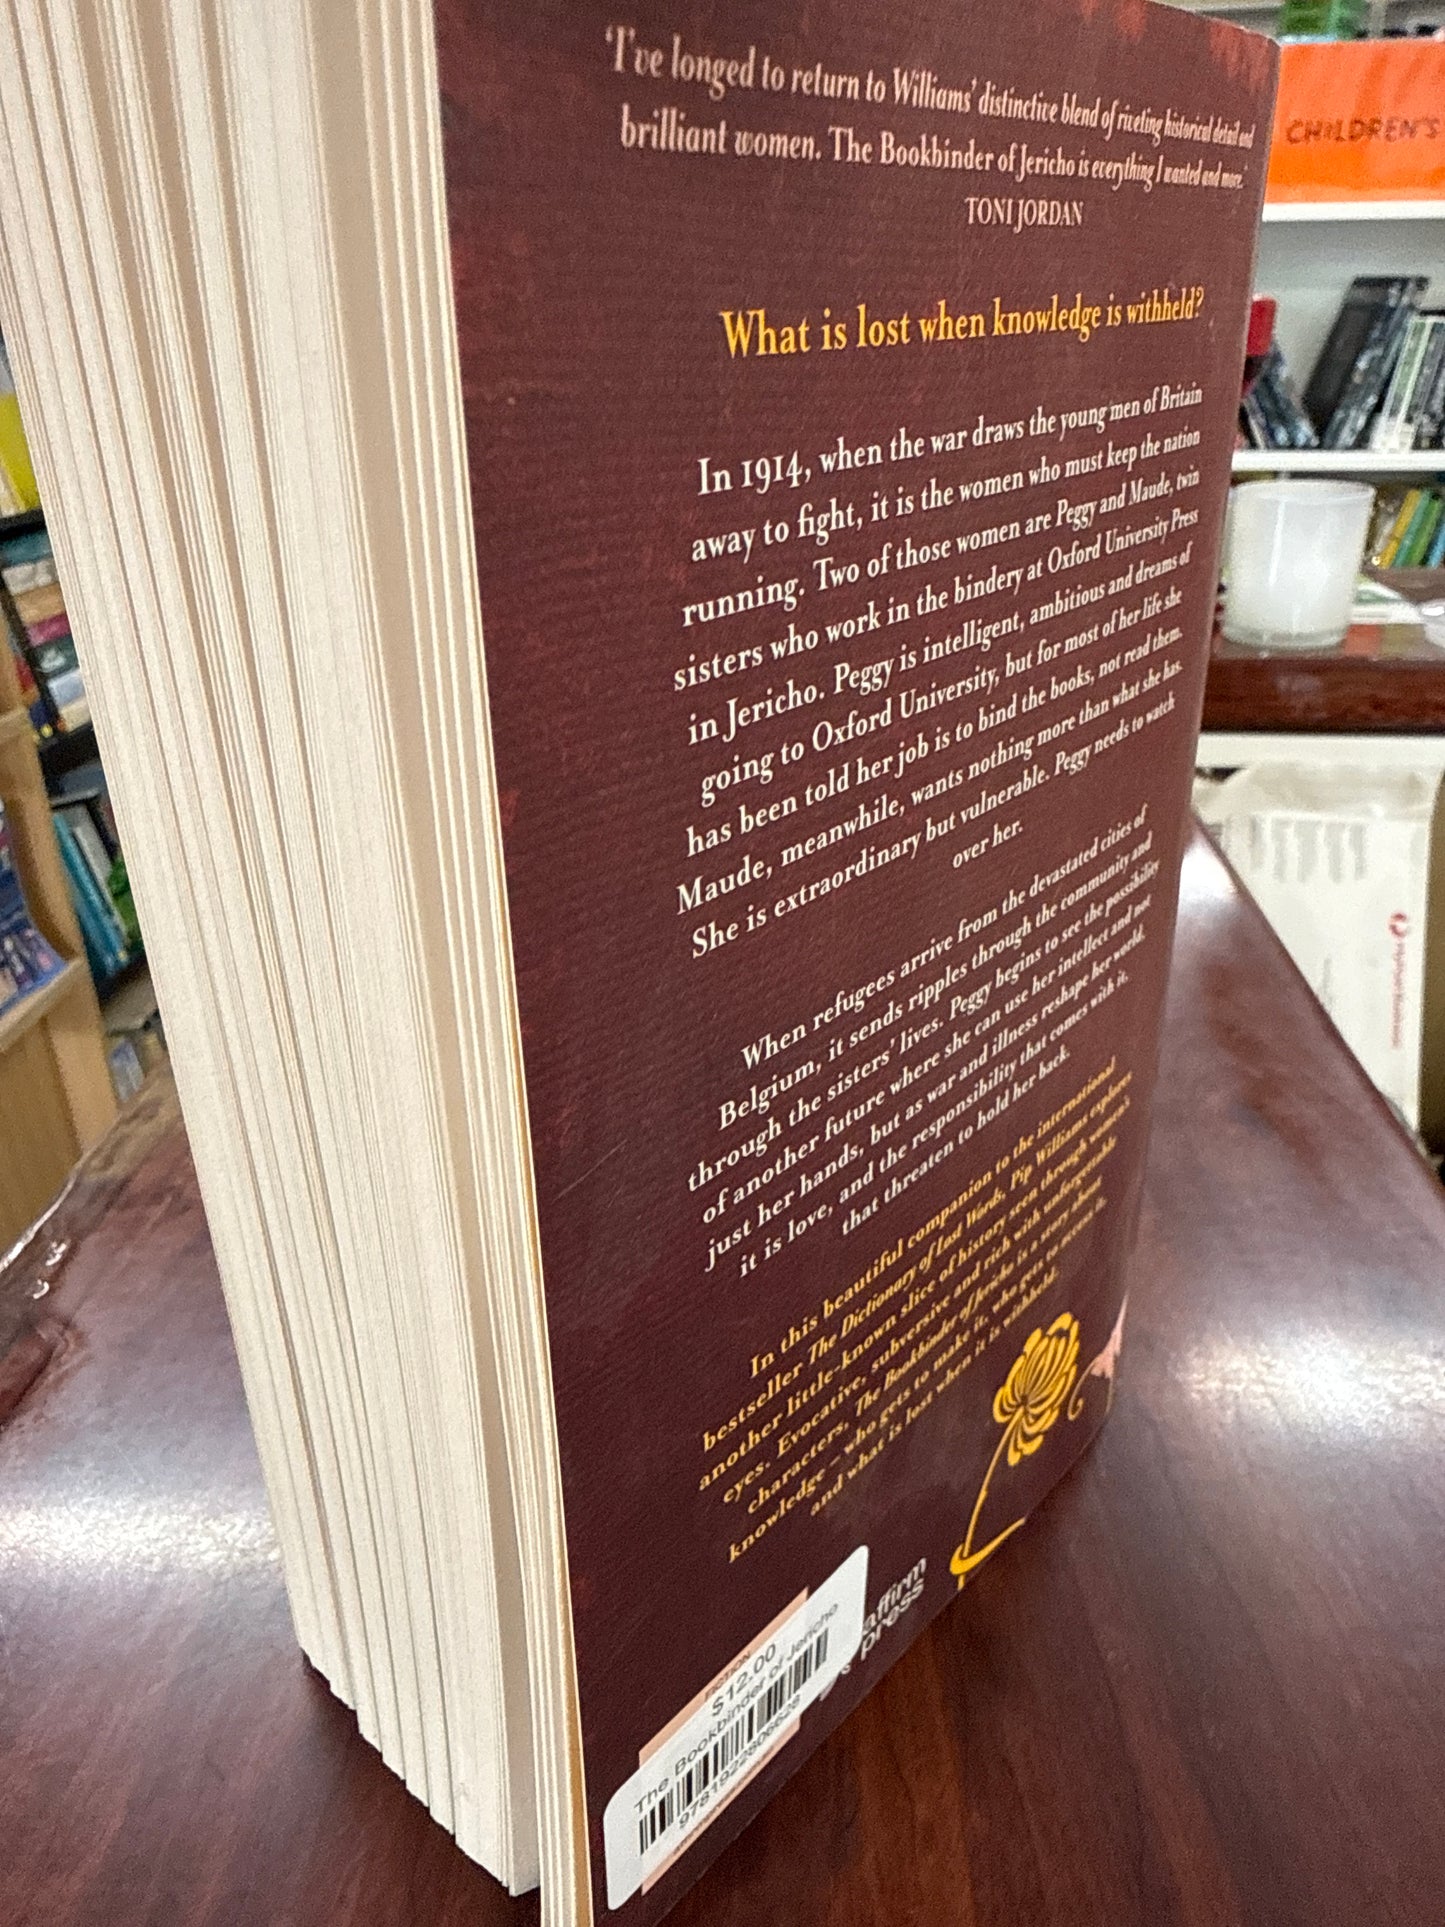 'I've longed to return to Williams' distinctive blend of riveting historical detail and
brilliant women. The Bookbinder of Jericho is everything I wanted and more.'
TONI JORDAN
What is lost when knowledge is withheld?
In 1914, when the war draws the young men of Britain
away to fight, it is the women who must keep the nation
running. Two of those women are Peggy and Maude, twin
sisters who work in the bindery at Oxford University Press
in Jericho. Peggy is intelligent, ambitious and dreams of
going to Oxford University, but for most of her life she
has been told her job is to bind the books, not read them.
Maude, meanwhile, wants nothing more than what she has.
She is extraordinary but vulnerable. Peggy needs to watch
over her.
When refugees arrive from the devastated cities of
Belgium, it sends ripples through the community and
through the sisters' lives. Peggy begins to see the possibility
of another future where she can use her intellect and not
just her hands, but as war and illness reshape her world,
it is love, and the responsibility that comes with it,
that threaten to hold her back.
In this beautiful companion to the international
bestseller The Dictionary of Lost Words, Pip Williams explores
another little-known slice of history seen through women's
eyes. Evocative, subversive and rich with unforgettable
characters, The Bookbinder of Jericho is a story about
knowledge – who gets to make it, who gets to access it,
and what is lost when it is withheld.
affirm
press
FICTION
$12.00
The Bookbinder of Jericho
9781922806628
CHILDREN'S